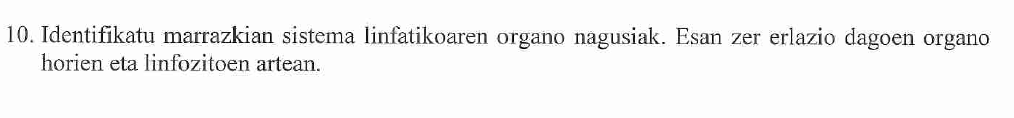 10. Identifikatu marrazkian sistema linfatikoaren organo nagusiak. Esan zer erlazio dagoen organo
horien eta linfozitoen artean.